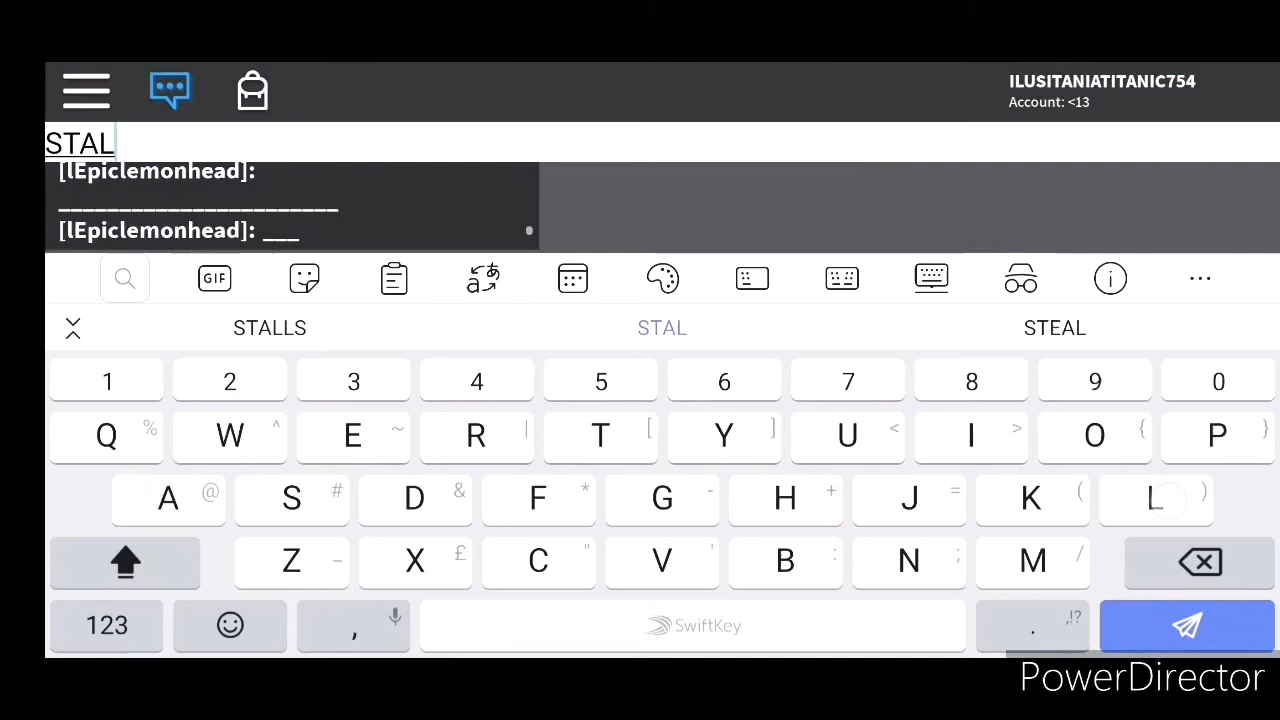 ILUSITANIATITANIC754
Account: <13
STAL
[lEpiclemonhead]:
_______________________
[lEpiclemonhead]: ___
GIF
STALLS STAL STEAL
1 2 3 4 5 6 7 8 9 0
Q % W ^ E ~ R | T [ Y ] U < I > O { P }
A @ S # D & F * G - H + J = K ( L )
Z _ X £ C " V ' B : N ; M /
123 , SwiftKey . ,!?
PowerDirector